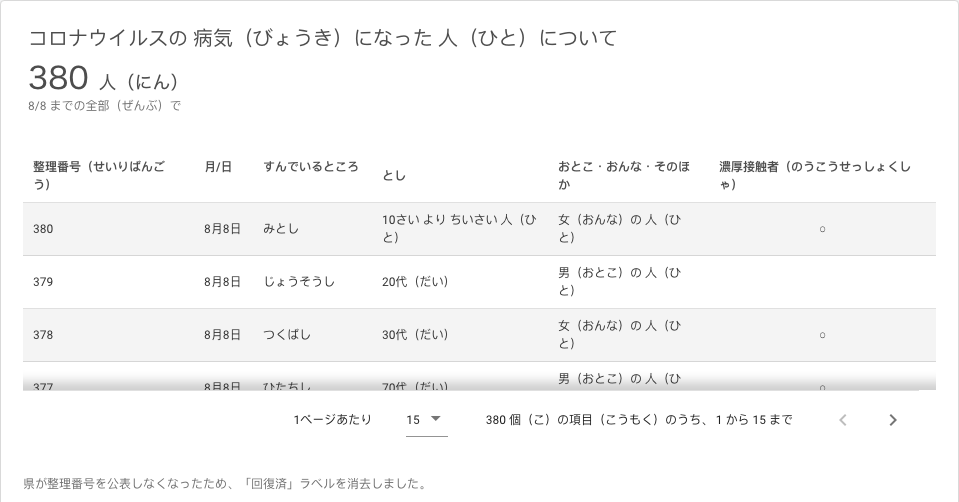 コロナウイルスの 病気（びょうき）になった 人（ひと）について
380 人（にん）
8/8 までの全部（ぜんぶ）で
整理番号（せいりばんご
う）
月/日
すんでいるところ
とし
おとこ・おんな・そのほ
か
濃厚接触者（のうこうせっしょくし
ゃ）
380
8月8日
みとし
10さい より ちいさい 人（ひ
と）
女（おんな）の 人（ひ
と）
○
379
8月8日
じょうそうし
20代（だい）
男（おとこ）の 人（ひ
と）
378
8月8日
つくばし
30代（だい）
女（おんな）の 人（ひ
と）
○
377
8月8日
ひたちし
70代（だい）
男（おとこ）の 人（ひ
○
1ページあたり
15
380 個（こ）の項目（こうもく）のうち、1 から 15 まで
県が整理番号を公表しなくなったため、「回復済」ラベルを消去しました。